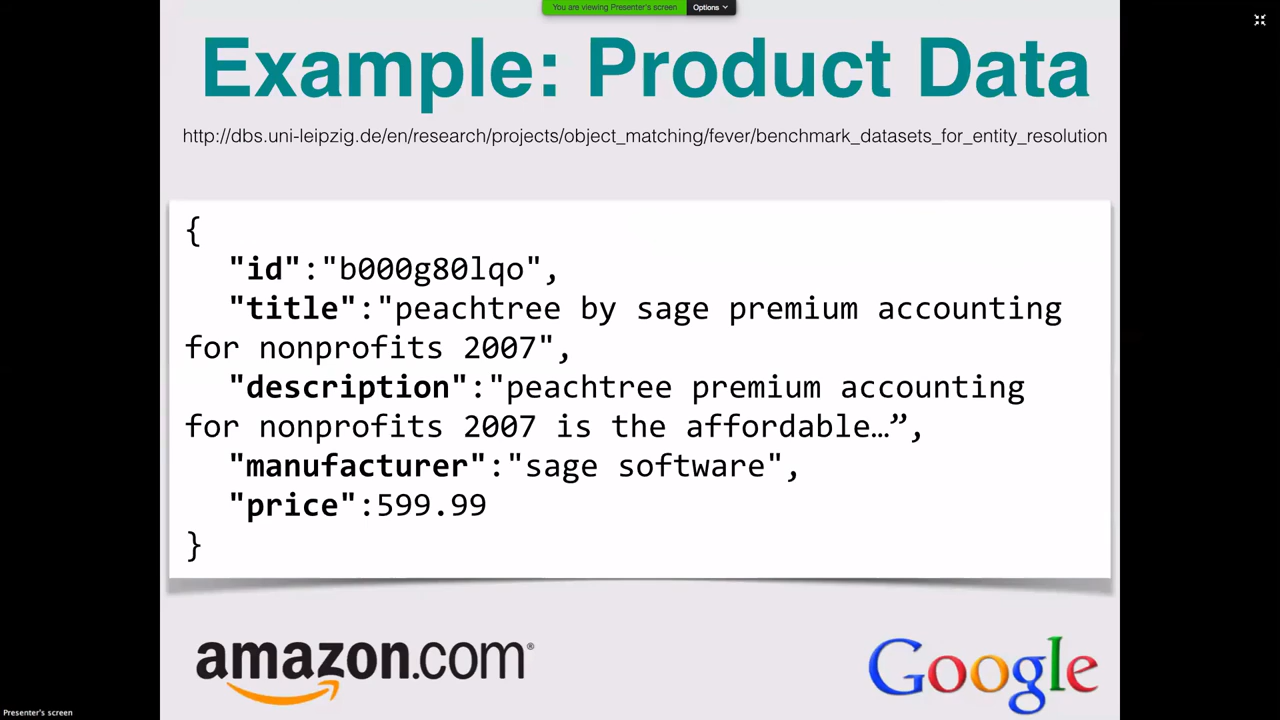 You are viewing Presenter's screen Options
Example: Product Data
http://dbs.uni-leipzig.de/en/research/projects/object_matching/fever/benchmark_datasets_for_entity_resolution
{
"id":"b000g80lqo",
"title":"peachtree by sage premium accounting
for nonprofits 2007",
"description":"peachtree premium accounting
for nonprofits 2007 is the affordable…”,
"manufacturer":"sage software",
"price":599.99
}
amazon.com®
Google
Presenter's screen